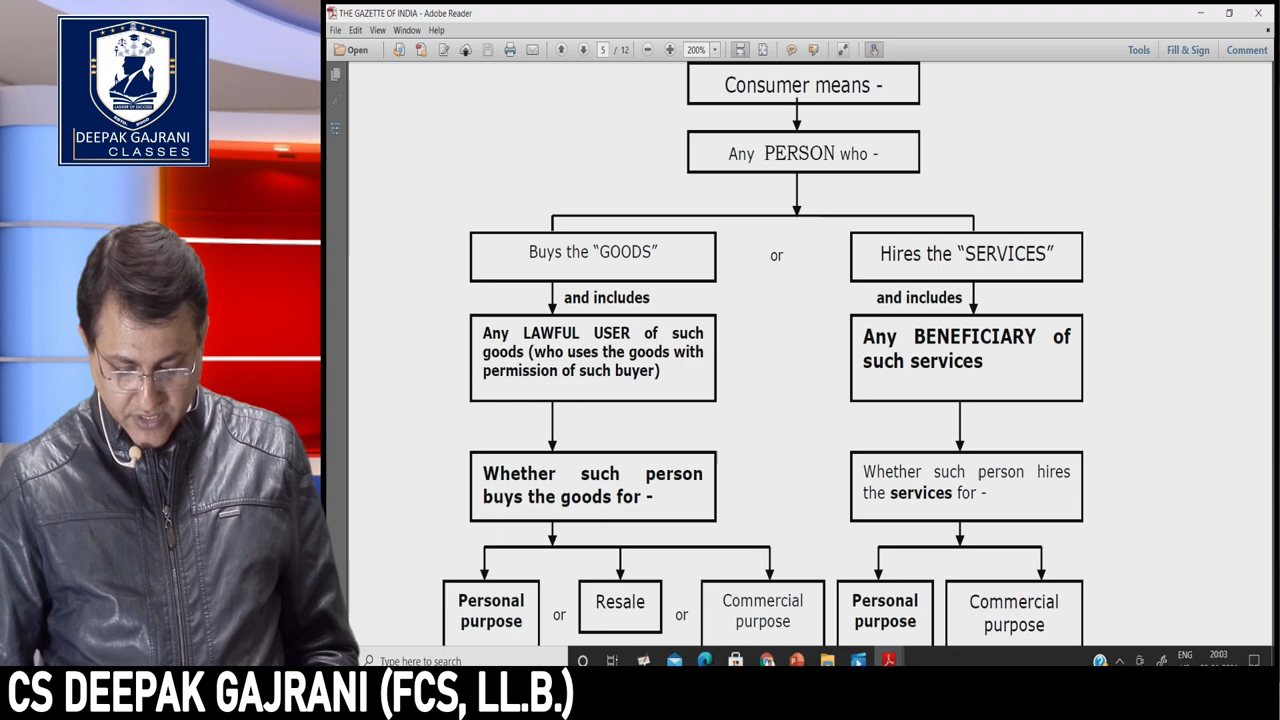 DEEPAK GAJRANI
CLASSES
THE GAZETTE OF INDIA - Adobe Reader
File Edit View Window Help
Open 5 / 12 200% Tools Fill & Sign Comment
Consumer means -
Any PERSON who -
Buys the “GOODS”
or
Hires the “SERVICES”
and includes
and includes
Any LAWFUL USER of such
goods (who uses the goods with
permission of such buyer)
Any BENEFICIARY of
such services
Whether such person
buys the goods for -
Whether such person hires
the services for -
Personal
purpose
or
Resale
or
Commercial
purpose
Personal
purpose
Commercial
purpose
Type here to search
ENG
20:03
CS DEEPAK GAJRANI (FCS, LL.B.)